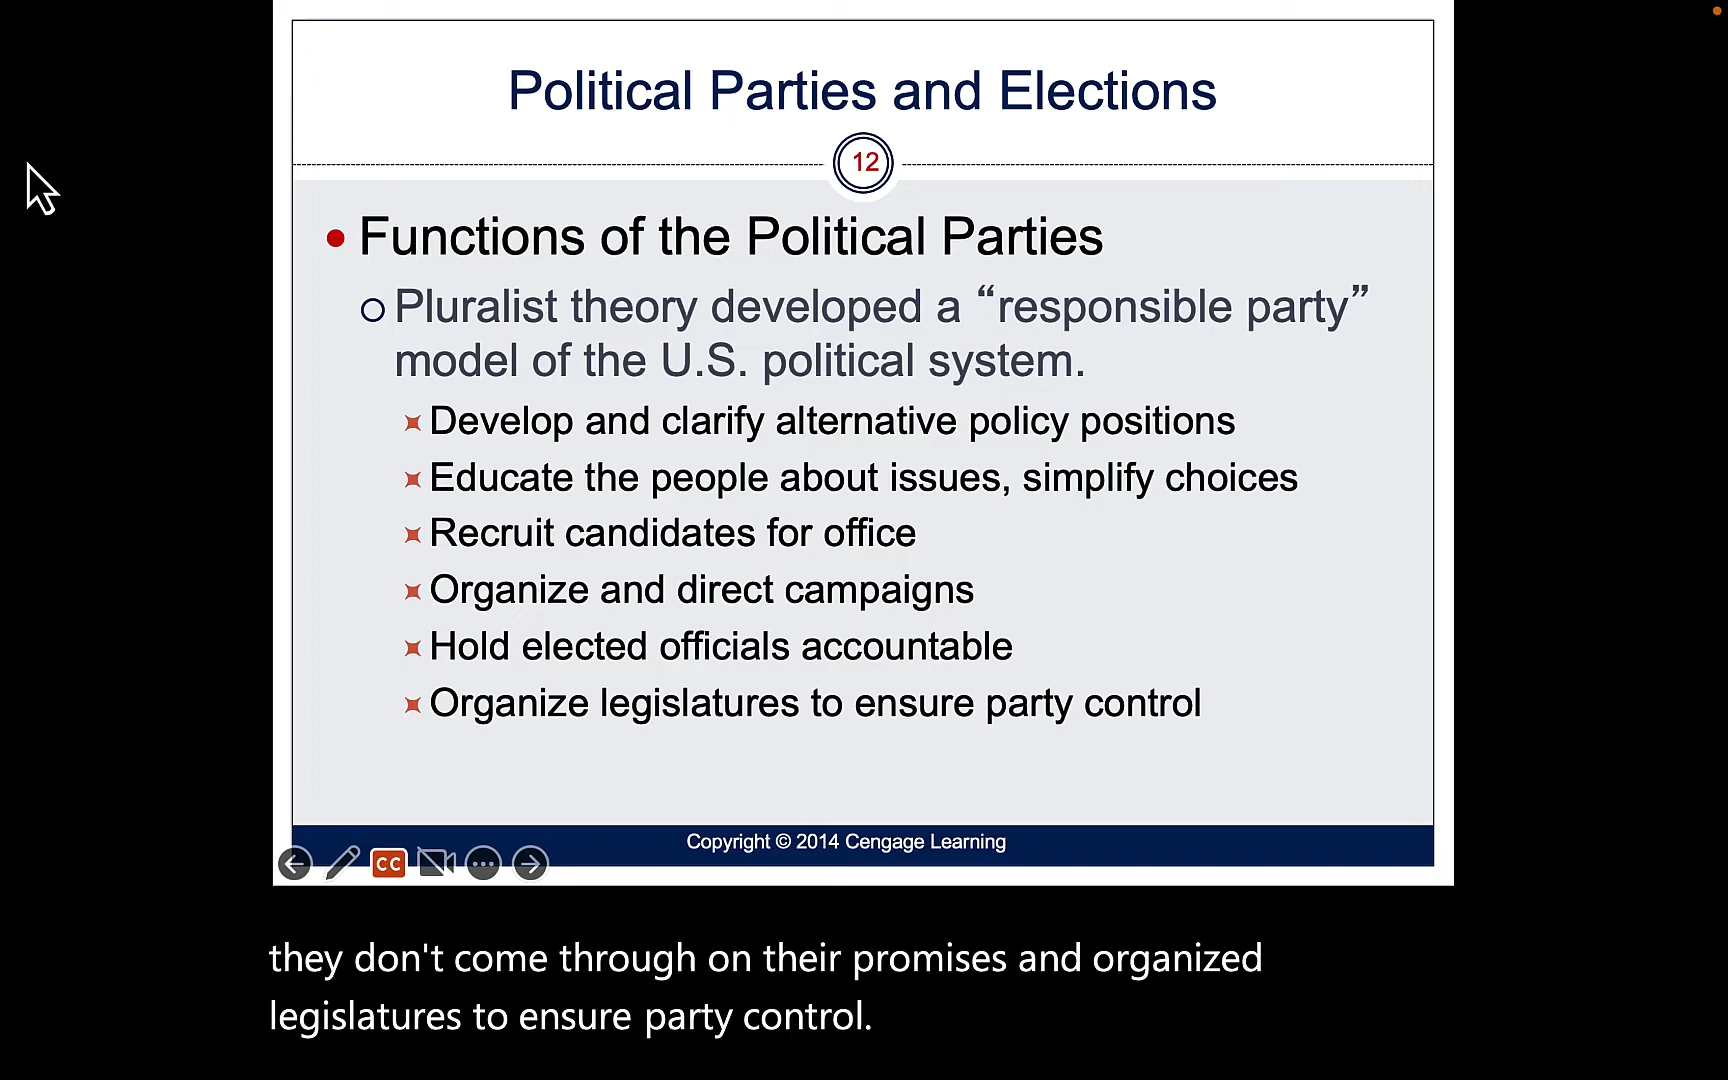 Political Parties and Elections
12
Functions of the Political Parties
Pluralist theory developed a “responsible party”
model of the U.S. political system.
Develop and clarify alternative policy positions
Educate the people about issues, simplify choices
Recruit candidates for office
Organize and direct campaigns
Hold elected officials accountable
Organize legislatures to ensure party control
Copyright © 2014 Cengage Learning
CC
they don't come through on their promises and organized
legislatures to ensure party control.